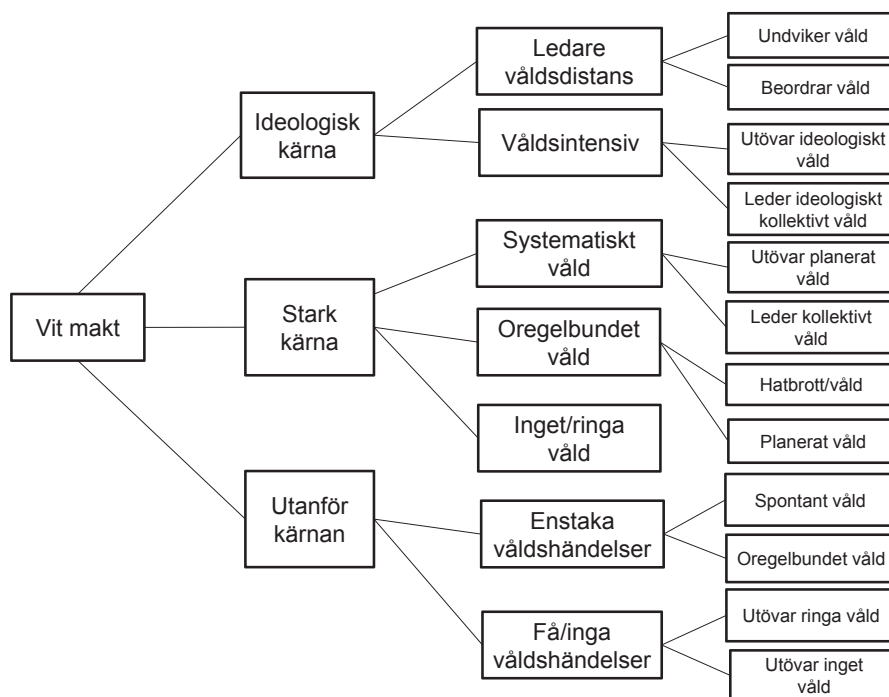 Vit makt
Ideologisk
kärna
Stark
kärna
Utanför
kärnan
Ledare
våldsdistans
Våldsintensiv
Systematiskt
våld
Oregelbundet
våld
Inget/ringa
våld
Enstaka
våldshändelser
Få/inga
våldshändelser
Undviker våld
Beordrar våld
Utövar ideologiskt
våld
Leder ideologiskt
kollektivt våld
Utövar planerat
våld
Leder kollektivt
våld
Hatbrott/våld
Planerat våld
Spontant våld
Oregelbundet våld
Utövar ringa våld
Utövar inget
våld